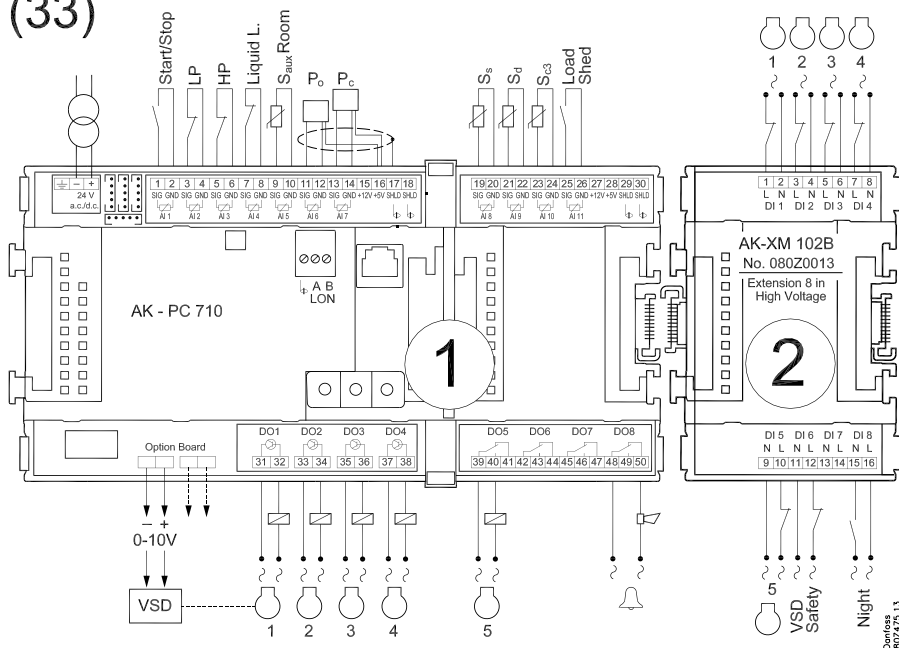 (33)
Start/Stop
LP
HP
Liquid L.
Saux Room
Po
Pc
Ss
Sd
Sc3
Load
Shed
1 2 3 4
– +
24 V
a.c./d.c.
1 2 3 4 5 6 7 8 9 10 11 12 13 14 15 16 17 18
SIG GND SIG GND SIG GND SIG GND SIG GND SIG GND SIG GND +12V +5V SHLD SHLD
AI 1 AI 2 AI 3 AI 4 AI 5 AI 6 AI 7
19 20 21 22 23 24 25 26 27 28 29 30
SIG GND SIG GND SIG GND SIG GND +12V +5V SHLD SHLD
AI 8 AI 9 AI 10 AI 11
1 2 3 4 5 6 7 8
L N L N L N L N
DI 1 DI 2 DI 3 DI 4
A B
LON
AK - PC 710
1
AK-XM 102B
No. 080Z0013
Extension 8 in
High Voltage
2
Option Board
DO1 DO2 DO3 DO4
31 32 33 34 35 36 37 38
DO5 DO6 DO7 DO8
39 40 41 42 43 44 45 46 47 48 49 50
DI 5 DI 6 DI 7 DI 8
N L N L N L N L
9 10 11 12 13 14 15 16
– +
0-10V
VSD
1 2 3 4 5
5
VSD
Safety
Night
Danfoss
80Z475.13